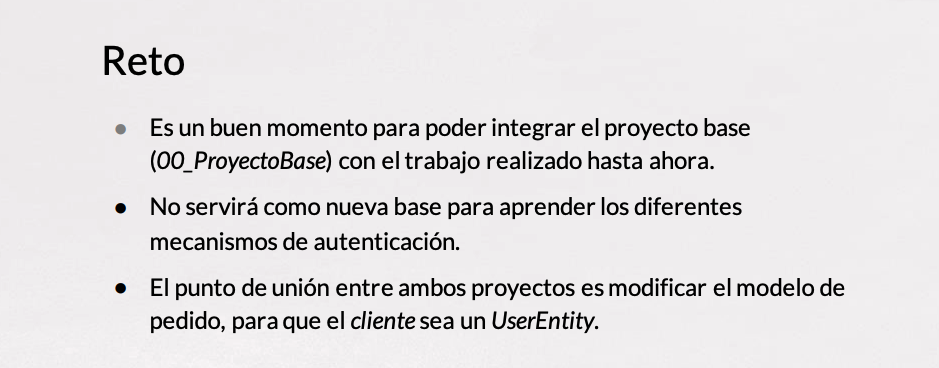 Reto
● Es un buen momento para poder integrar el proyecto base
(00_ProyectoBase) con el trabajo realizado hasta ahora.
● No servirá como nueva base para aprender los diferentes
mecanismos de autenticación.
● El punto de unión entre ambos proyectos es modificar el modelo de
pedido, para que el cliente sea un UserEntity.